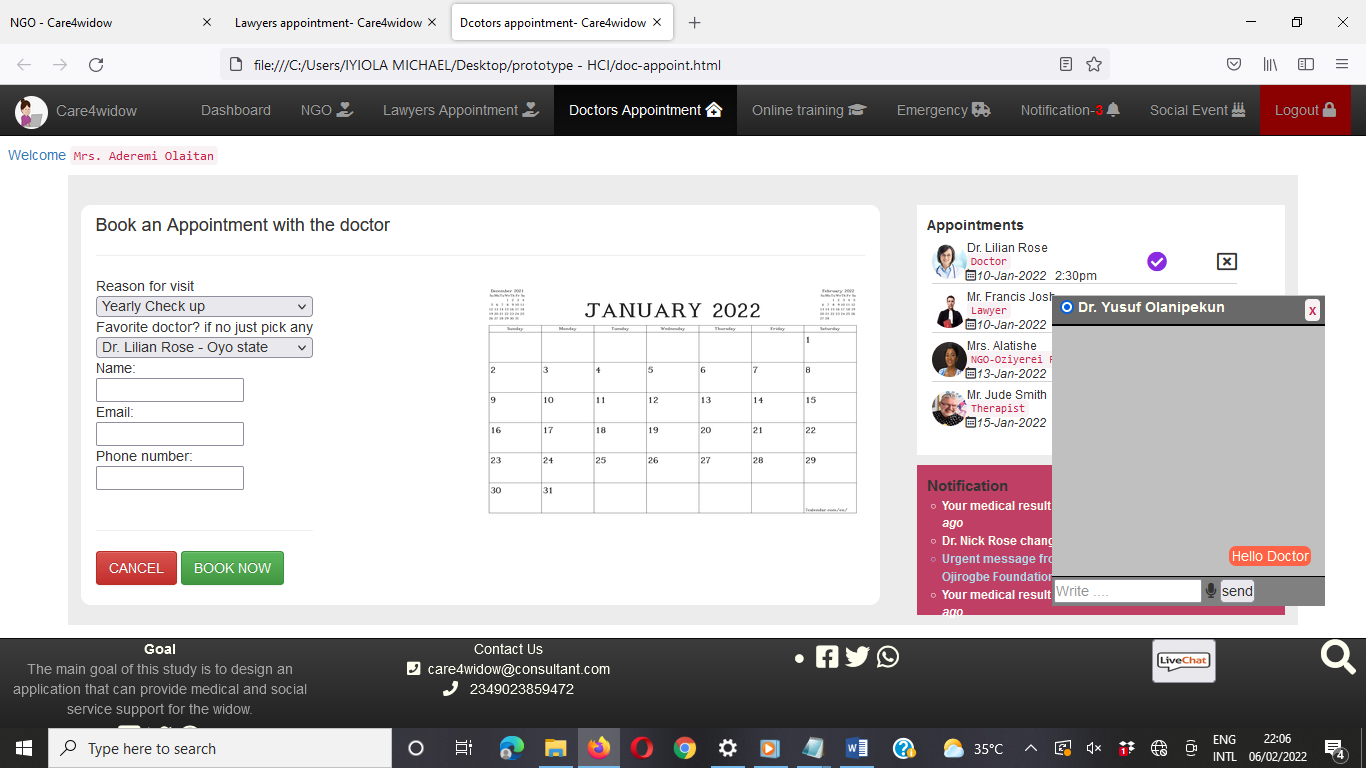 NGO - Care4widow
Lawyers appointment- Care4widow
Dcotors appointment- Care4widow
file:///C:/Users/IYIOLA MICHAEL/Desktop/prototype - HCI/doc-appoint.html
Care4widow
Dashboard
NGO
Lawyers Appointment
Doctors Appointment
Online training
Emergency
Notification-3
Social Event
Logout
Welcome Mrs. Aderemi Olaitan
Book an Appointment with the doctor
Reason for visit
Yearly Check up
Favorite doctor? if no just pick any
Dr. Lilian Rose - Oyo state
Name:
Email:
Phone number:
CANCEL BOOK NOW
December 2021
JANUARY 2022
February 2022
Sunday Monday Tuesday Wednesday Thursday Friday Saturday
1
2 3 4 5 6 7 8
9 10 11 12 13 14 15
16 17 18 19 20 21 22
23 24 25 26 27 28 29
30 31
Appointments
Dr. Lilian Rose
Doctor
10-Jan-2022 2:30pm
Mr. Francis Josh
Lawyer
10-Jan-2022
Mrs. Alatishe
NGO-Oziyerei
13-Jan-2022
Mr. Jude Smith
Therapist
15-Jan-2022
Notification
Your medical result
ago
Dr. Nick Rose chang
Urgent message fro
Ojirogbe Foundation
Your medical result
ago
Dr. Yusuf Olanipekun
x
Hello Doctor
Write ....
send
Goal
The main goal of this study is to design an
application that can provide medical and social
service support for the widow.
Contact Us
care4widow@consultant.com
2349023859472
LiveChat
Type here to search
35°C
ENG
INTL
22:06
06/02/2022
4